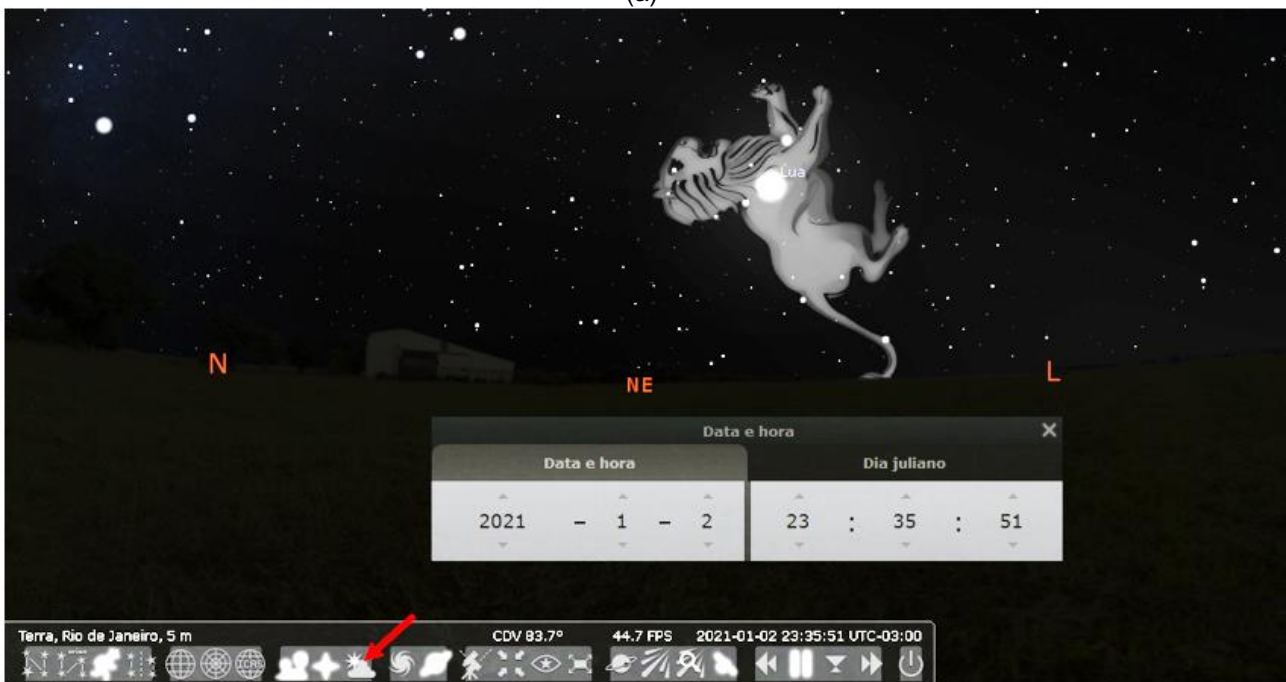 (a)
Lua
N
NE
L
Data e hora ×
Data e hora Dia juliano
2021 – 1 – 2 23 : 35 : 51
Terra, Rio de Janeiro, 5 m CDV 83.7° 44.7 FPS 2021-01-02 23:35:51 UTC-03:00
ICRS